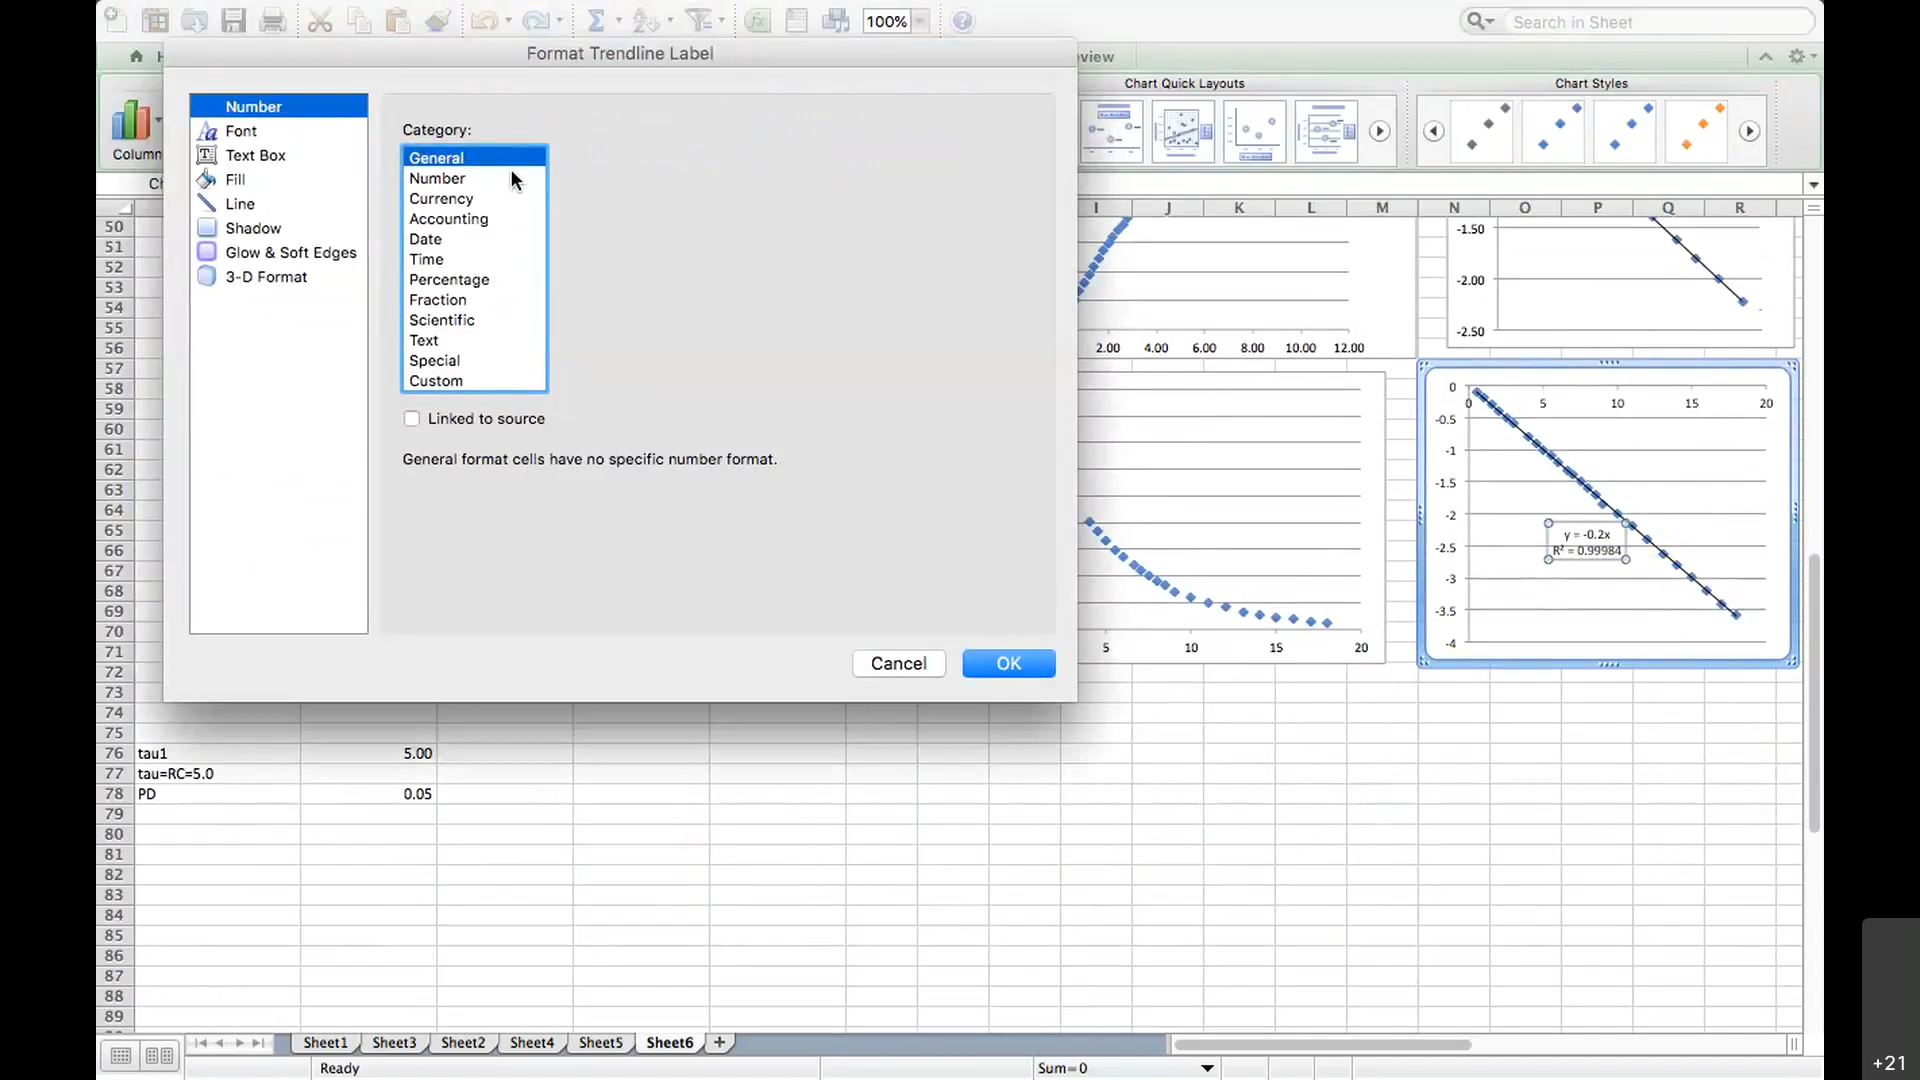 100%
Search in Sheet
Format Trendline Label
view
Chart Quick Layouts
Chart Styles
Column
Number
Font
Text Box
Fill
Line
Shadow
Glow & Soft Edges
3-D Format
Category:
General
Number
Currency
Accounting
Date
Time
Percentage
Fraction
Scientific
Text
Special
Custom
Linked to source
General format cells have no specific number format.
Cancel
OK
I J K L M N O P Q R
50
51
52
53
54
55
56
57
58
59
60
61
62
63
64
65
66
67
68
69
70
71
72
73
74
75
76 tau1 5.00
77 tau=RC=5.0
78 PD 0.05
79
80
81
82
83
84
85
86
87
88
89
2.00 4.00 6.00 8.00 10.00 12.00
-1.50
-2.00
-2.50
5 10 15 20
0
0 5 10 15 20
-0.5
-1
-1.5
-2
-2.5
-3
-3.5
-4
y = -0.2x
R² = 0.99984
Sheet1 Sheet3 Sheet2 Sheet4 Sheet5 Sheet6 +
Ready
Sum=0
+21